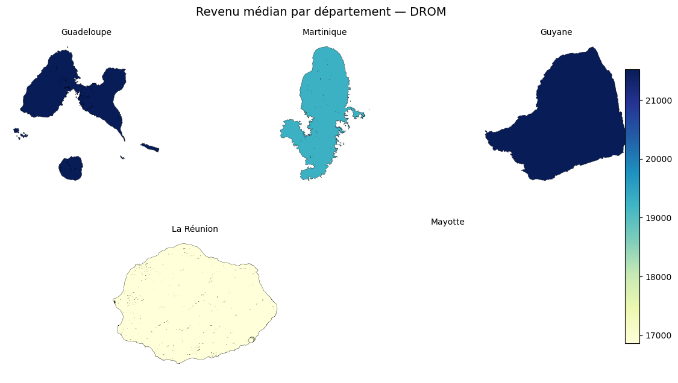 Revenu médian par département — DROM
Guadeloupe
Martinique
Guyane
21000
20000
19000
18000
17000
La Réunion
Mayotte